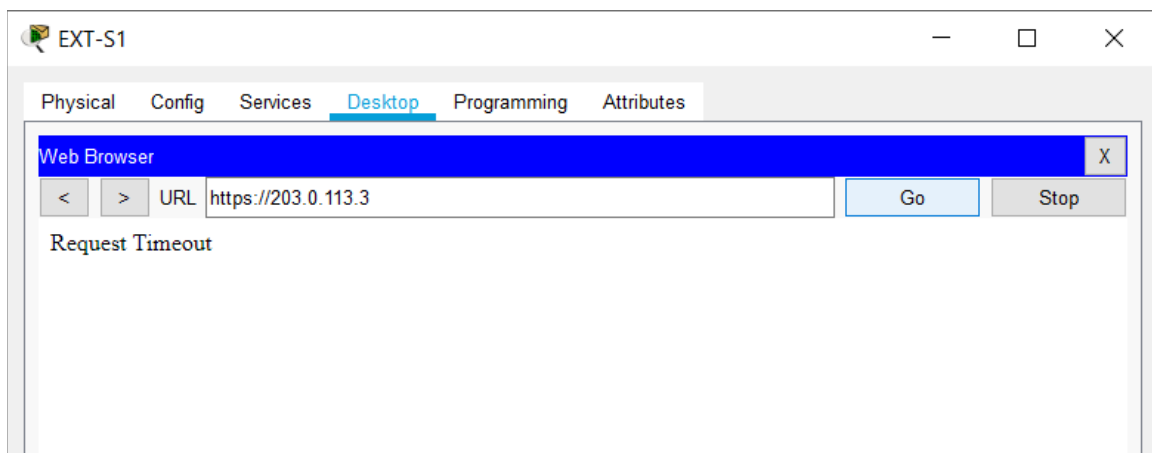 EXT-S1
Physical Config Services Desktop Programming Attributes
Web Browser X
< > URL https://203.0.113.3 Go Stop
Request Timeout